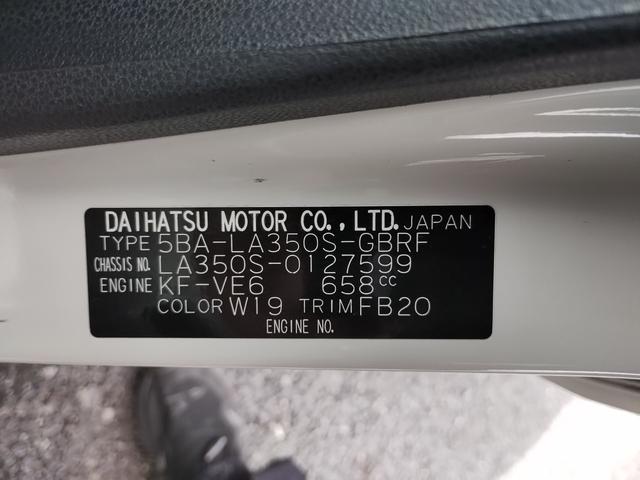 DAIHATSU MOTOR CO.,LTD. JAPAN
TYPE 5BA-LA350S-GBRF
CHASSIS NO. LA350S-0127599
ENGINE KF-VE6 658cc
COLOR W19 TRIM FB20
ENGINE NO.